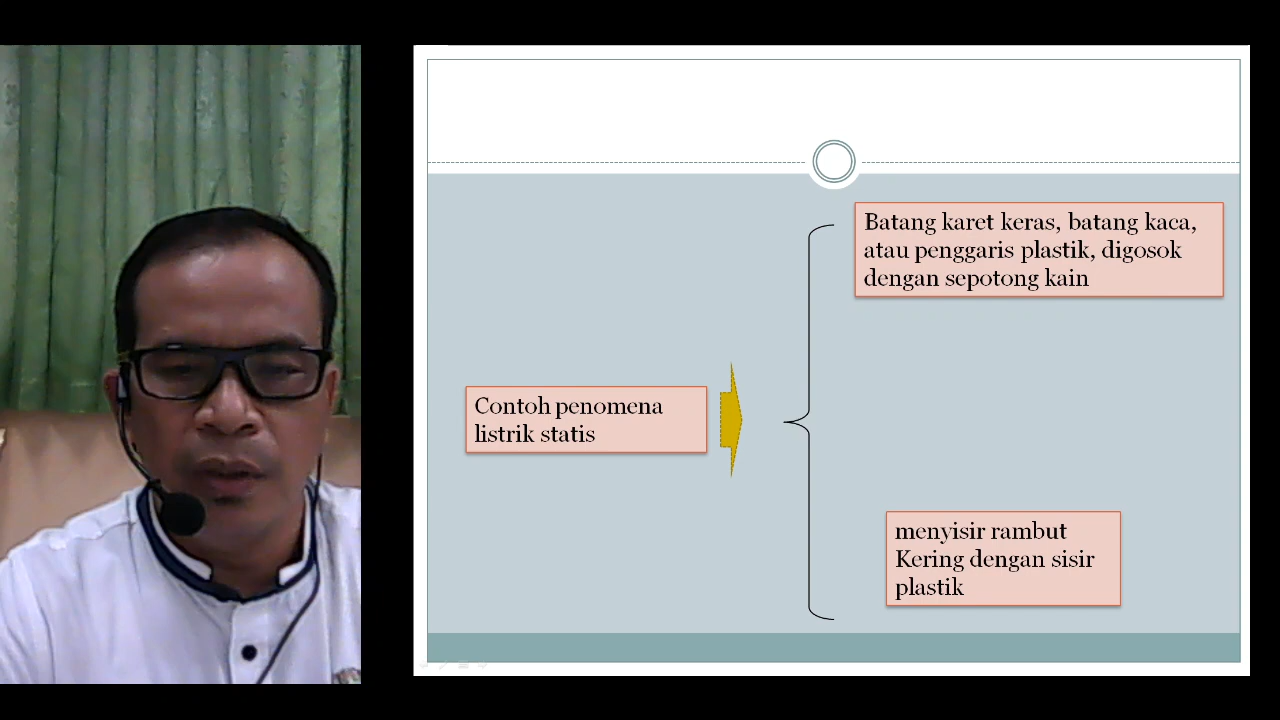 Batang karet keras, batang kaca,
atau penggaris plastik, digosok
dengan sepotong kain
Contoh penomena
listrik statis
menyisir rambut
Kering dengan sisir
plastik